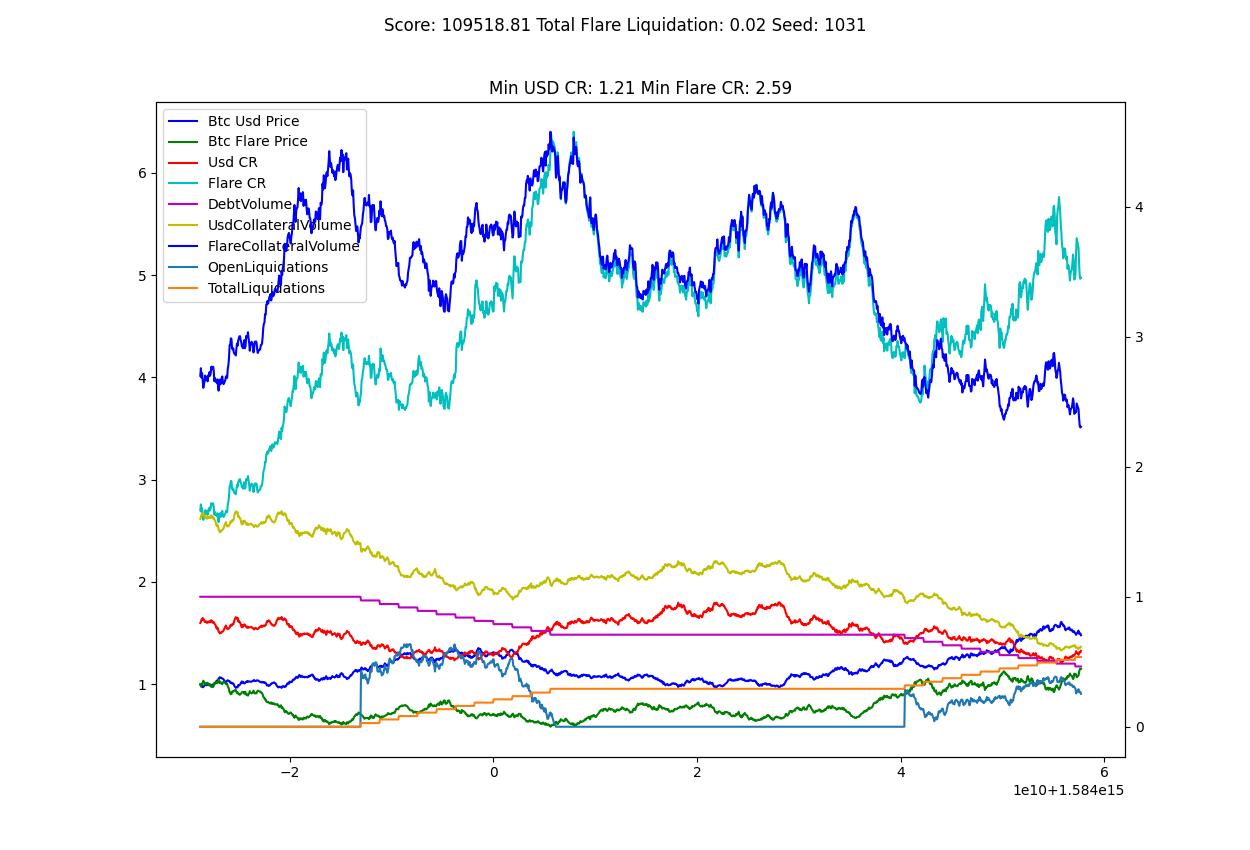 Score: 109518.81 Total Flare Liquidation: 0.02 Seed: 1031
Min USD CR: 1.21 Min Flare CR: 2.59
Btc Usd Price
Btc Flare Price
Usd CR
Flare CR
DebtVolume
UsdCollateralVolume
FlareCollateralVolume
OpenLiquidations
TotalLiquidations
6
5
4
3
2
1
4
3
2
1
0
−2
0
2
4
6
1e10+1.584e15